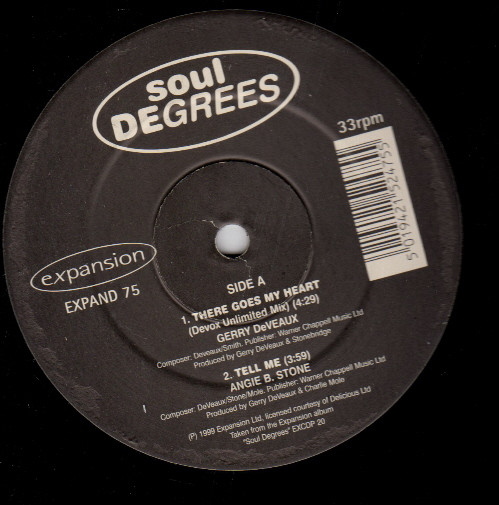 soul
DEGREES
33rpm
5 019421 524755
expansion
EXPAND 75
SIDE A
1. THERE GOES MY HEART
(Devox Unlimited Mix) (4:29)
GERRY DeVEAUX
Composer: Deveaux/Smith. Publisher: Warner Chappell Music Ltd
Produced by Gerry DeVeaux & Stonebridge
2. TELL ME (3:59)
ANGIE B. STONE
Composer: DeVeaux/Stone/Mole. Publisher: Warner Chappell Music Ltd
Produced by Gerry DeVeaux & Charlie Mole
(P) 1999 Expansion Ltd, licensed courtesy of Delicious Ltd
Taken from the Expansion album
"Soul Degrees" EXCDP 20